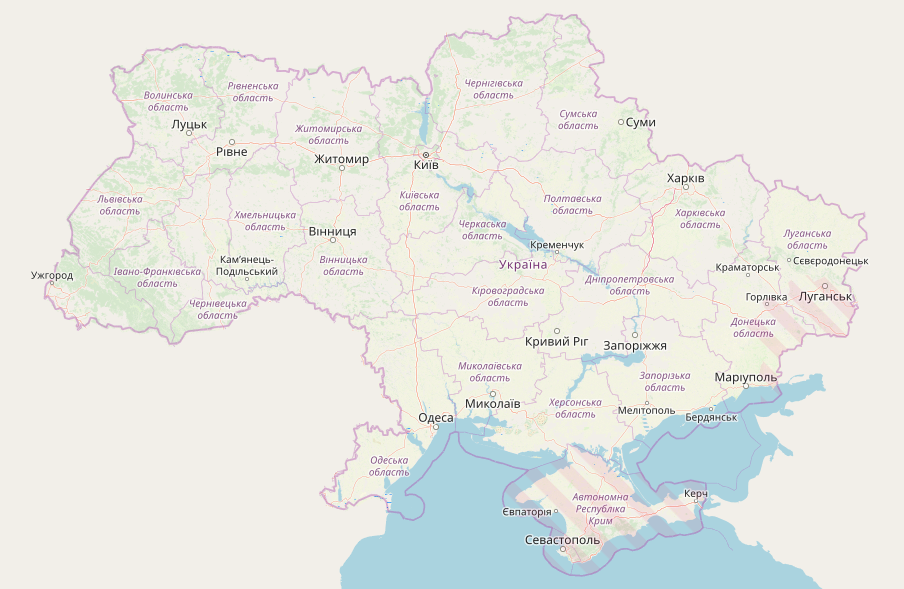 Чернігівська
область
Рівненська
область
Волинська
область
Сумська
область
Суми
Луцьк
Житомирська
область
Рівне
Житомир
Київ
Харків
Львівська
область
Київська
область
Полтавська
область
Хмельницька
область
Харківська
область
Черкаська
область
Вінниця
Луганська
область
Кременчук
Кам'янець-
Подільський
Вінницька
область
Україна
Сєвєродонецьк
Краматорськ
Ужгород
Івано-Франківська
область
Дніпропетровська
область
Кіровоградська
область
Горлівка
Луганськ
Чернівецька
область
Донецька
область
Кривий Ріг
Запоріжжя
Миколаївська
область
Запорізька
область
Маріуполь
Миколаїв
Херсонська
область
Мелітополь
Бердянськ
Одеса
Одеська
область
Керч
Автономна
Республіка
Крим
Євпаторія
Севастополь